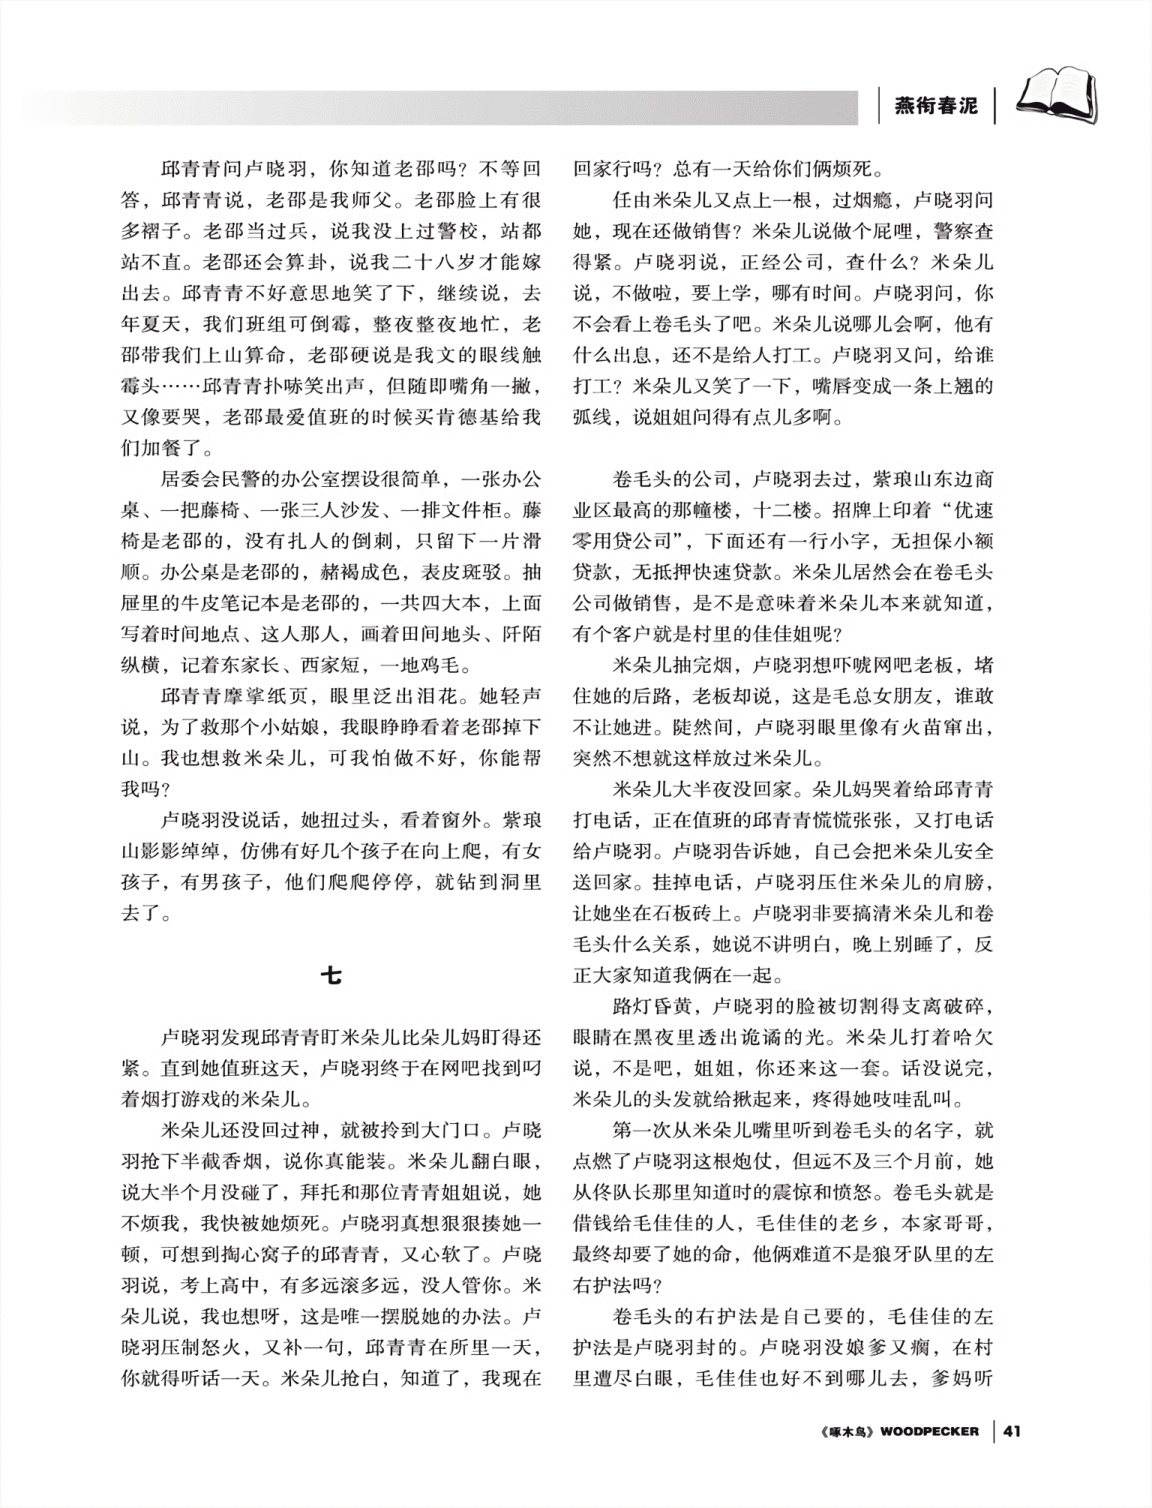 燕衔春泥
邱青青问卢晓羽，你知道老邵吗？不等回
答，邱青青说，老邵是我师父。老邵脸上有很
多褶子。老邵当过兵，说我没上过警校，站都
站不直。老邵还会算卦，说我二十八岁才能嫁
出去。邱青青不好意思地笑了下，继续说，去
年夏天，我们班组可倒霉，整夜整夜地忙，老
邵带我们上山算命，老邵硬说是我文的眼线触
霉头……邱青青扑哧笑出声，但随即嘴角一撇，
又像要哭，老邵最爱值班的时候买肯德基给我
们加餐了。
居委会民警的办公室摆设很简单，一张办公
桌、一把藤椅、一张三人沙发、一排文件柜。藤
椅是老邵的，没有扎人的倒刺，只留下一片滑
顺。办公桌是老邵的，赭褐成色，表皮斑驳。抽
屉里的牛皮笔记本是老邵的，一共四大本，上面
写着时间地点、这人那人，画着田间地头、阡陌
纵横，记着东家长、西家短，一地鸡毛。
邱青青摩挲纸页，眼里泛出泪花。她轻声
说，为了救那个小姑娘，我眼睁睁看着老邵掉下
山。我也想救米朵儿，可我怕做不好，你能帮
我吗？
卢晓羽没说话，她扭过头，看着窗外。紫琅
山影影绰绰，仿佛有好几个孩子在向上爬，有女
孩子，有男孩子，他们爬爬停停，就钻到洞里
去了。
七
卢晓羽发现邱青青盯米朵儿比朵儿妈盯得还
紧。直到她值班这天，卢晓羽终于在网吧找到叼
着烟打游戏的米朵儿。
米朵儿还没回过神，就被拎到大门口。卢晓
羽抢下半截香烟，说你真能装。米朵儿翻白眼，
说大半个月没碰了，拜托和那位青青姐姐说，她
不烦我，我快被她烦死。卢晓羽真想狠狠揍她一
顿，可想到掏心窝子的邱青青，又心软了。卢晓
羽说，考上高中，有多远滚多远，没人管你。米
朵儿说，我也想呀，这是唯一摆脱她的办法。卢
晓羽压制怒火，又补一句，邱青青在所里一天，
你就得听话一天。米朵儿抢白，知道了，我现在
回家行吗？总有一天给你们俩烦死。
任由米朵儿又点上一根，过烟瘾，卢晓羽问
她，现在还做销售？米朵儿说做个屁哩，警察查
得紧。卢晓羽说，正经公司，查什么？米朵儿
说，不做啦，要上学，哪有时间。卢晓羽问，你
不会看上卷毛头了吧。米朵儿说哪儿会啊，他有
什么出息，还不是给人打工。卢晓羽又问，给谁
打工？米朵儿又笑了一下，嘴唇变成一条上翘的
弧线，说姐姐问得有点儿多啊。
卷毛头的公司，卢晓羽去过，紫琅山东边商
业区最高的那幢楼，十二楼。招牌上印着“优速
零用贷公司”，下面还有一行小字，无担保小额
贷款，无抵押快速贷款。米朵儿居然会在卷毛头
公司做销售，是不是意味着米朵儿本来就知道，
有个客户就是村里的佳佳姐呢？
米朵儿抽完烟，卢晓羽想吓唬网吧老板，堵
住她的后路，老板却说，这是毛总女朋友，谁敢
不让她进。陡然间，卢晓羽眼里像有火苗窜出，
突然不想就这样放过米朵儿。
米朵儿大半夜没回家。朵儿妈哭着给邱青青
打电话，正在值班的邱青青慌慌张张，又打电话
给卢晓羽。卢晓羽告诉她，自己会把米朵儿安全
送回家。挂掉电话，卢晓羽压住米朵儿的肩膀，
让她坐在石板砖上。卢晓羽非要搞清米朵儿和卷
毛头什么关系，她说不讲明白，晚上别睡了，反
正大家知道我俩在一起。
路灯昏黄，卢晓羽的脸被切割得支离破碎，
眼睛在黑夜里透出诡谲的光。米朵儿打着哈欠
说，不是吧，姐姐，你还来这一套。话没说完，
米朵儿的头发就给揪起来，疼得她吱哇乱叫。
第一次从米朵儿嘴里听到卷毛头的名字，就
点燃了卢晓羽这根炮仗，但远不及三个月前，她
从佟队长那里知道时的震惊和愤怒。卷毛头就是
借钱给毛佳佳的人，毛佳佳的老乡，本家哥哥，
最终却要了她的命，他俩难道不是狼牙队里的左
右护法吗？
卷毛头的右护法是自己要的，毛佳佳的左
护法是卢晓羽封的。卢晓羽没娘爹又瘸，在村
里遭尽白眼，毛佳佳也好不到哪儿去，爹妈听
《啄木鸟》WOODPECKER 41